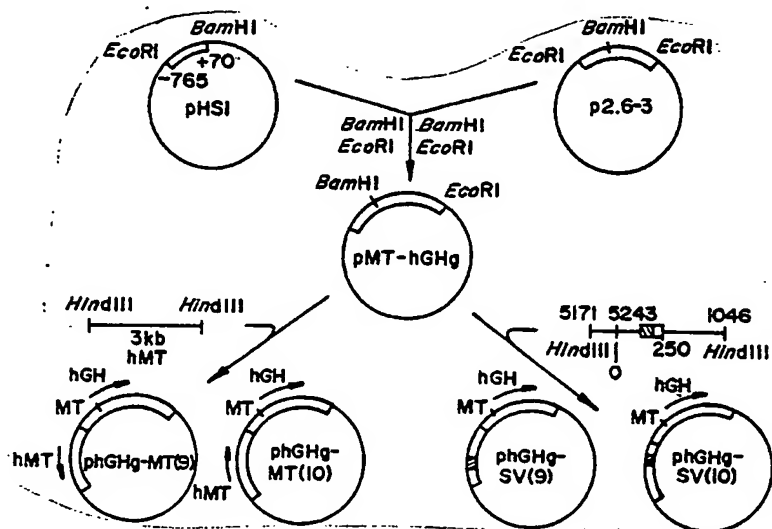 BamHI
EcoRI
-765
+70
pHSI
BamHI
EcoRI
EcoRI
p2.6-3
BamHI
BamHI
EcoRI
EcoRI
BamHI
EcoRI
pMT-hGHg
HindIII
HindIII
3kb
hMT
5171
5243
1046
HindIII
O
250
HindIII
hGH
MT
hMT
phGHg-MT(9)
hGH
MT
hMT
phGHg-
MT(10)
hGH
MT
phGHg-
SV(9)
hGH
MT
phGHg-
SV(10)